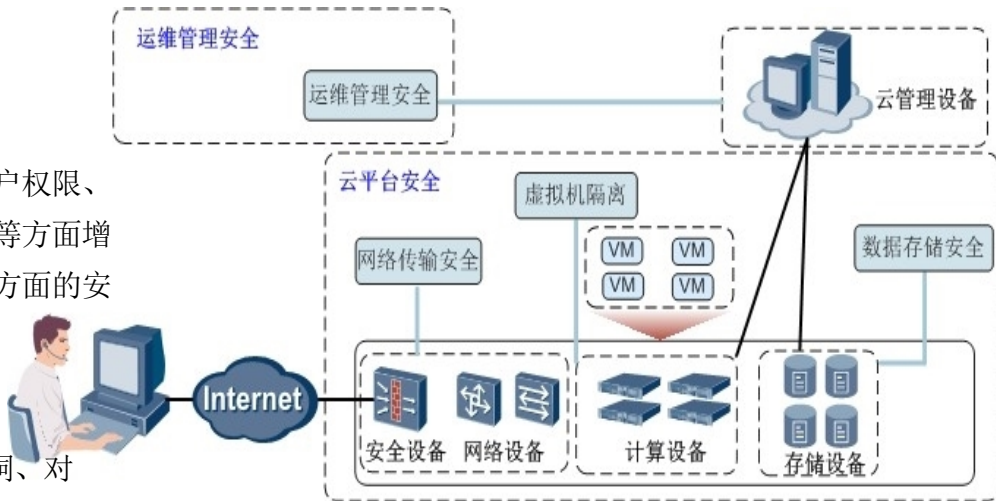 运维管理安全
运维管理安全
云管理设备
户权限、
等方面增
方面的安
云平台安全
虚拟机隔离
网络传输安全
VM VM
VM VM
数据存储安全
Internet
安全设备 网络设备
计算设备
存储设备
、对